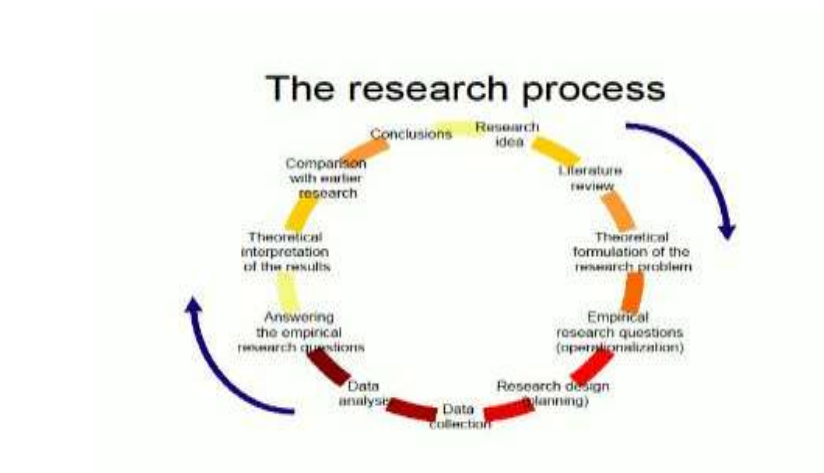 The research process
Research
idea
Literature
review
Theoretical
formulation of the
research problem
Empirical
research questions
(operationalization)
Research design
(planning)
Data
collection
Data
analysis
Answering
the empirical
research questions
Theoretical
interpretation
of the results
Comparison
with earlier
research
Conclusions